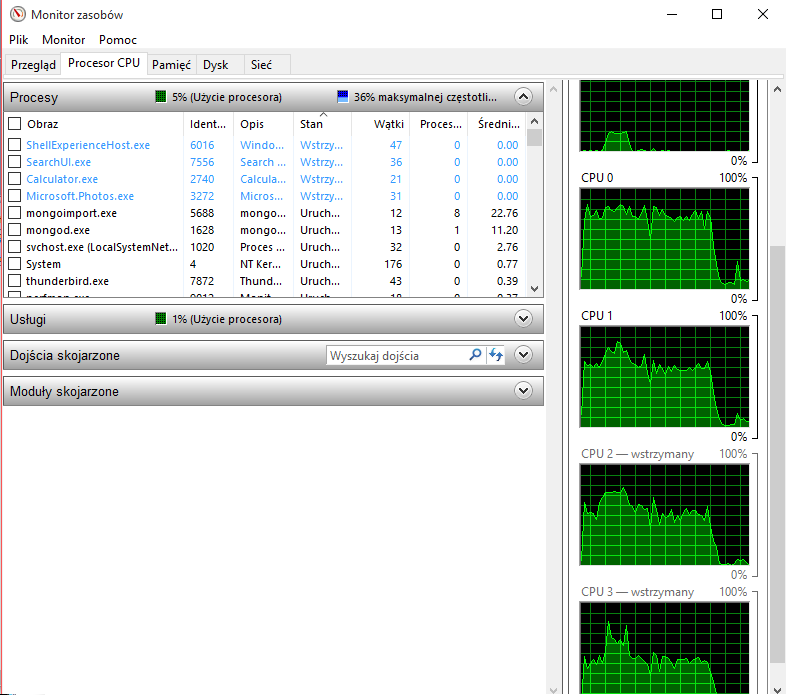 Monitor zasobów
Plik Monitor Pomoc
Przegląd Procesor CPU Pamięć Dysk Sieć
Procesy 5% (Użycie procesora) 36% maksymalnej częstotli...
Obraz Ident... Opis Stan Wątki Proces... Średni...
ShellExperienceHost.exe 6016 Windo... Wstrzy... 47 0 0.00
SearchUI.exe 7556 Search ... Wstrzy... 36 0 0.00
Calculator.exe 2740 Calcula... Wstrzy... 21 0 0.00
Microsoft.Photos.exe 3272 Micros... Wstrzy... 31 0 0.00
mongoimport.exe 5688 mongo... Uruch... 12 8 22.76
mongod.exe 1628 mongo... Uruch... 13 1 11.20
svchost.exe (LocalSystemNet... 1020 Proces ... Uruch... 32 0 2.76
System 4 NT Ker... Uruch... 176 0 0.77
thunderbird.exe 7872 Thund... Uruch... 43 0 0.39
Usługi 1% (Użycie procesora)
Dojścia skojarzone Wyszukaj dojścia
Moduły skojarzone
0%
CPU 0 100%
0%
CPU 1 100%
0%
CPU 2 — wstrzymany 100%
0%
CPU 3 — wstrzymany 100%